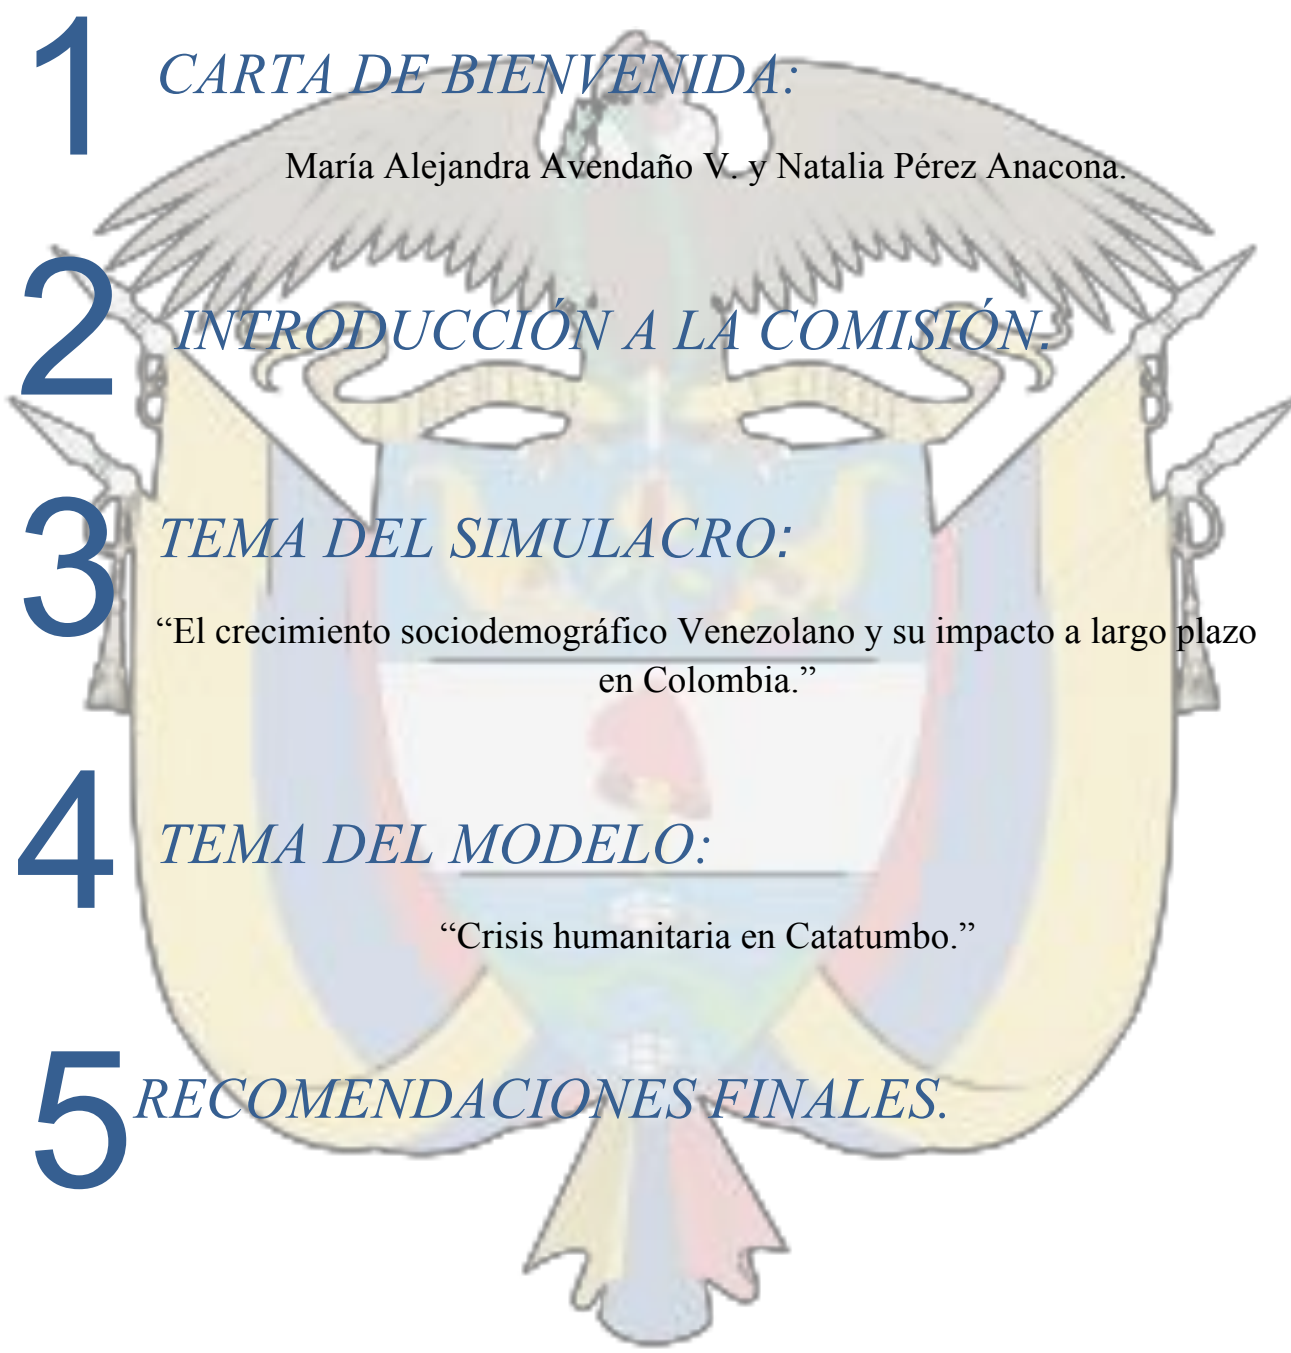 1 CARTA DE BIENVENIDA:
María Alejandra Avendaño V. y Natalia Pérez Anacona.
2 INTRODUCCIÓN A LA COMISIÓN.
3 TEMA DEL SIMULACRO:
“El crecimiento sociodemográfico Venezolano y su impacto a largo plazo
en Colombia.”
4 TEMA DEL MODELO:
“Crisis humanitaria en Catatumbo.”
5 RECOMENDACIONES FINALES.